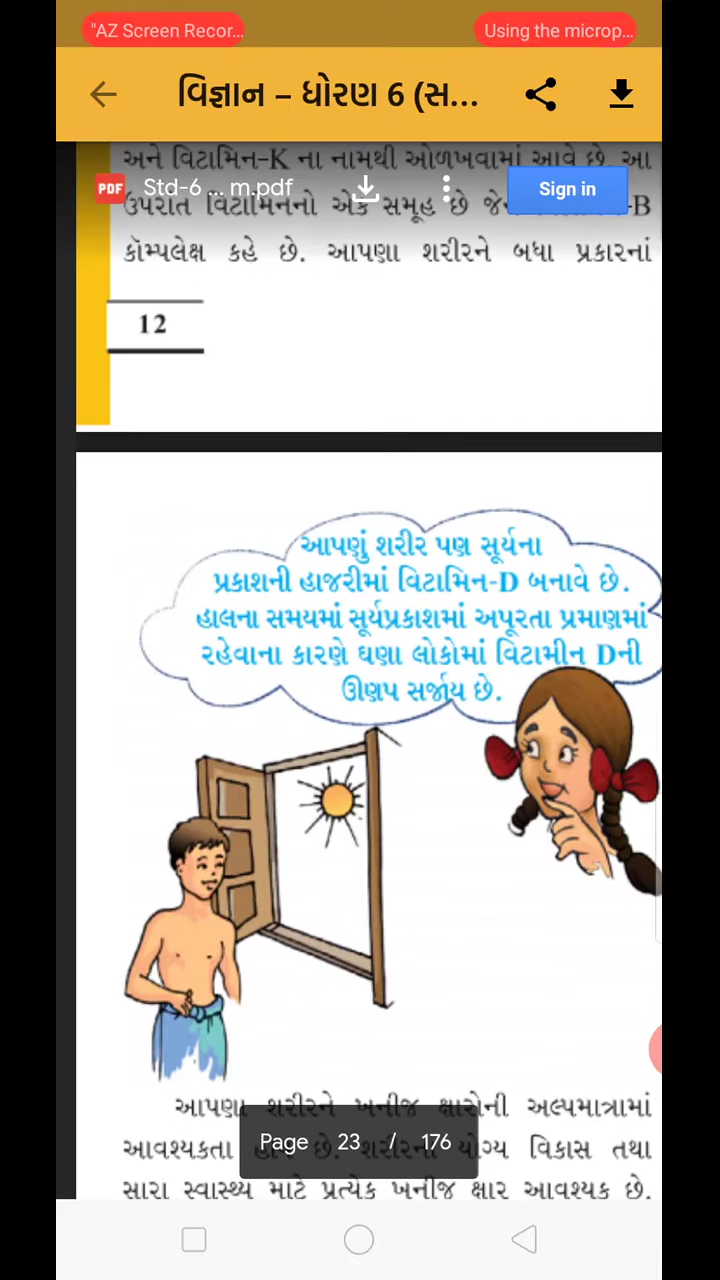 "AZ Screen Recor...
Using the microp...
વિજ્ઞાન – ધોરણ 6 (સ...
અને વિટામિન-K ના નામથી ઓળખવામાં આવે છે. આ
PDF Std-6 ... m.pdf Sign in
ઉપરાંત વિટામિનનો એક સમૂહ છે -B
કૉમ્પલેક્ષ કહે છે. આપણા શરીરને બધા પ્રકારનાં
12
આપણું શરીર પણ સૂર્યના
પ્રકાશની હાજરીમાં વિટામિન-D બનાવે છે.
હાલના સમયમાં સૂર્યપ્રકાશમાં અપૂરતા પ્રમાણમાં
રહેવાના કારણે ઘણા લોકોમાં વિટામીન Dની
ઊણપ સર્જાય છે.
આપણા શરીરને ખનીજ ક્ષારોની અલ્પમાત્રામાં
આવશ્યકતા છે. શરીરના યોગ્ય વિકાસ તથા
Page 23 / 176
સારા સ્વાસ્થ્ય માટે પ્રત્યેક ખનીજ ક્ષાર આવશ્યક છે.